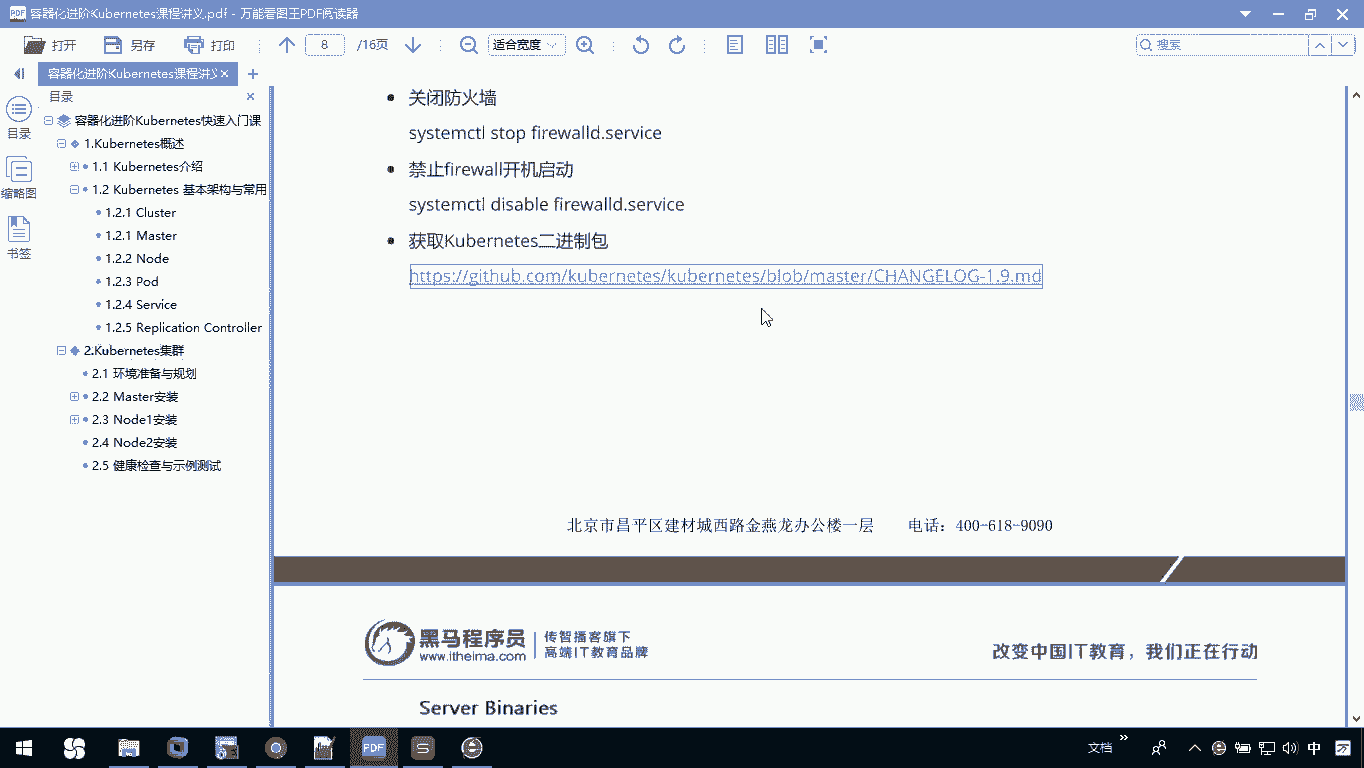 容器化进阶Kubernetes课程讲义.pdf - 万能看图王PDF阅读器
打开 另存 打印 8 /16页 适合宽度 搜索
容器化进阶Kubernetes课程讲义
目录
目录
缩略图
书签
容器化进阶Kubernetes快速入门课
1.Kubernetes概述
1.1 Kubernetes介绍
1.2 Kubernetes 基本架构与常用
1.2.1 Cluster
1.2.1 Master
1.2.2 Node
1.2.3 Pod
1.2.4 Service
1.2.5 Replication Controller
2.Kubernetes集群
2.1 环境准备与规划
2.2 Master安装
2.3 Node1安装
2.4 Node2安装
2.5 健康检查与示例测试
• 关闭防火墙
systemctl stop firewalld.service
• 禁止firewall开机启动
systemctl disable firewalld.service
• 获取Kubernetes二进制包
https://github.com/kubernetes/kubernetes/blob/master/CHANGELOG-1.9.md
北京市昌平区建材城西路金燕龙办公楼一层 电话：400-618-9090
黑马程序员
www.itheima.com
传智播客旗下
高端IT教育品牌
改变中国IT教育，我们正在行动
Server Binaries
PDF
S
文档
中